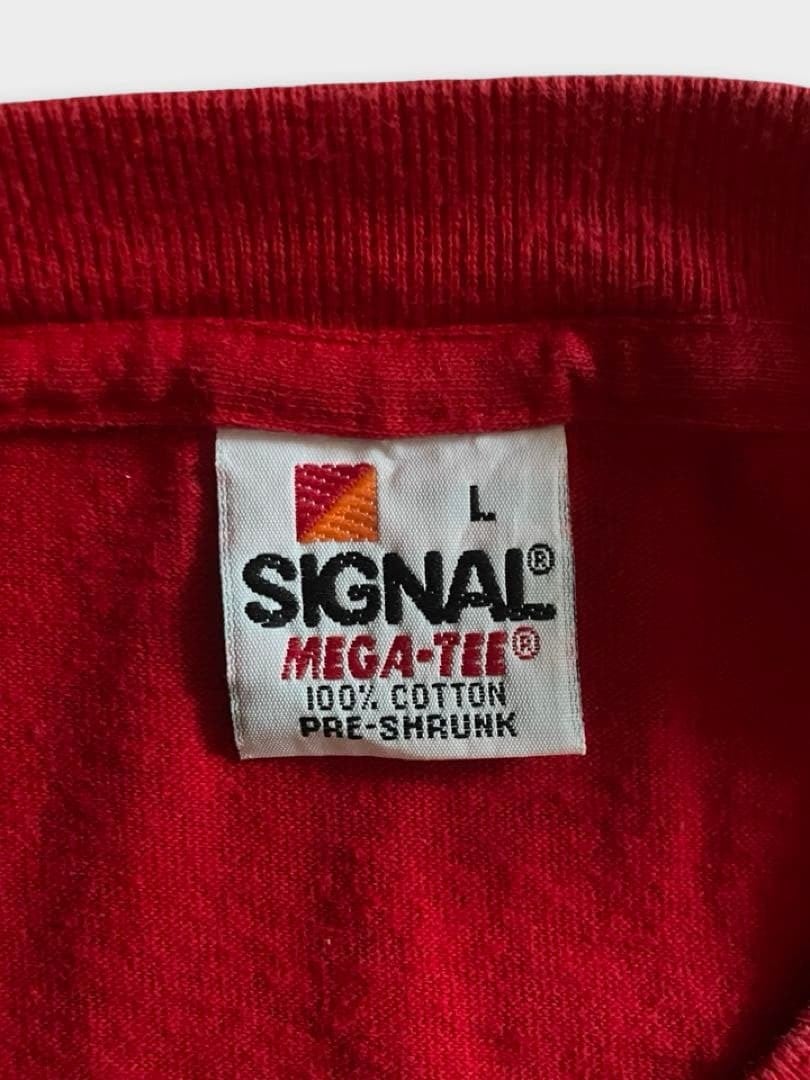 L
SIGNAL®
MEGA-TEE®
100% COTTON
PRE-SHRUNK